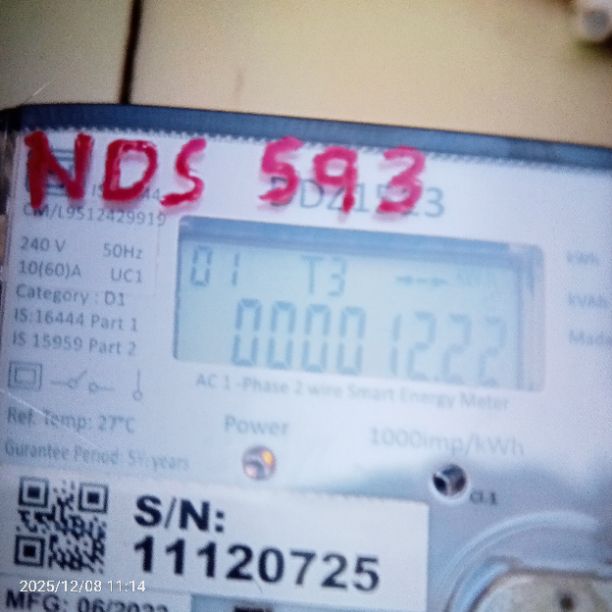 NDS 593
CM/L9512429919
240 V 50Hz
10(60)A UC1
Category : D1
IS:16444 Part 1
IS 15959 Part 2
01 T3
00001222
AC 1 -Phase 2 wire Smart Energy Meter
Ref. Temp: 27°C
Power
1000imp/kWh
Gurantee Period: 5½ years
Cl.1
S/N:
11120725
2025/12/08 11:14
kWh
kVAh